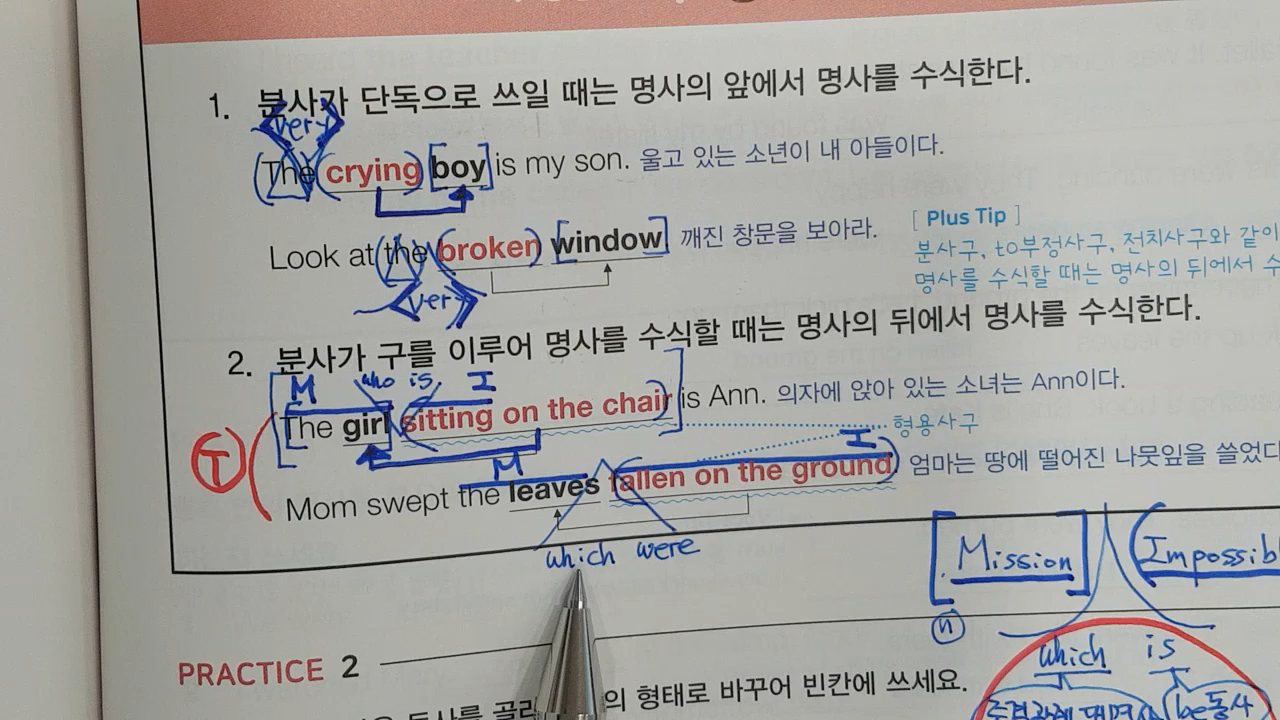 1. 분사가 단독으로 쓰일 때는 명사의 앞에서 명사를 수식한다.
very
The crying boy is my son. 울고 있는 소년이 내 아들이다.
Look at the broken window. 깨진 창문을 보아라.
very
[ Plus Tip ]
분사구, to부정사구, 전치사구와 같이
명사를 수식할 때는 명사의 뒤에서 수
2. 분사가 구를 이루어 명사를 수식할 때는 명사의 뒤에서 명사를 수식한다.
M who is I
The girl sitting on the chair is Ann. 의자에 앉아 있는 소녀는 Ann이다.
형용사구
T
M I
Mom swept the leaves fallen on the ground 엄마는 땅에 떨어진 나뭇잎을 쓸었다
which were
Mission Impossib
n
which is
PRACTICE 2
be동사
의 형태로 바꾸어 빈칸에 쓰세요.